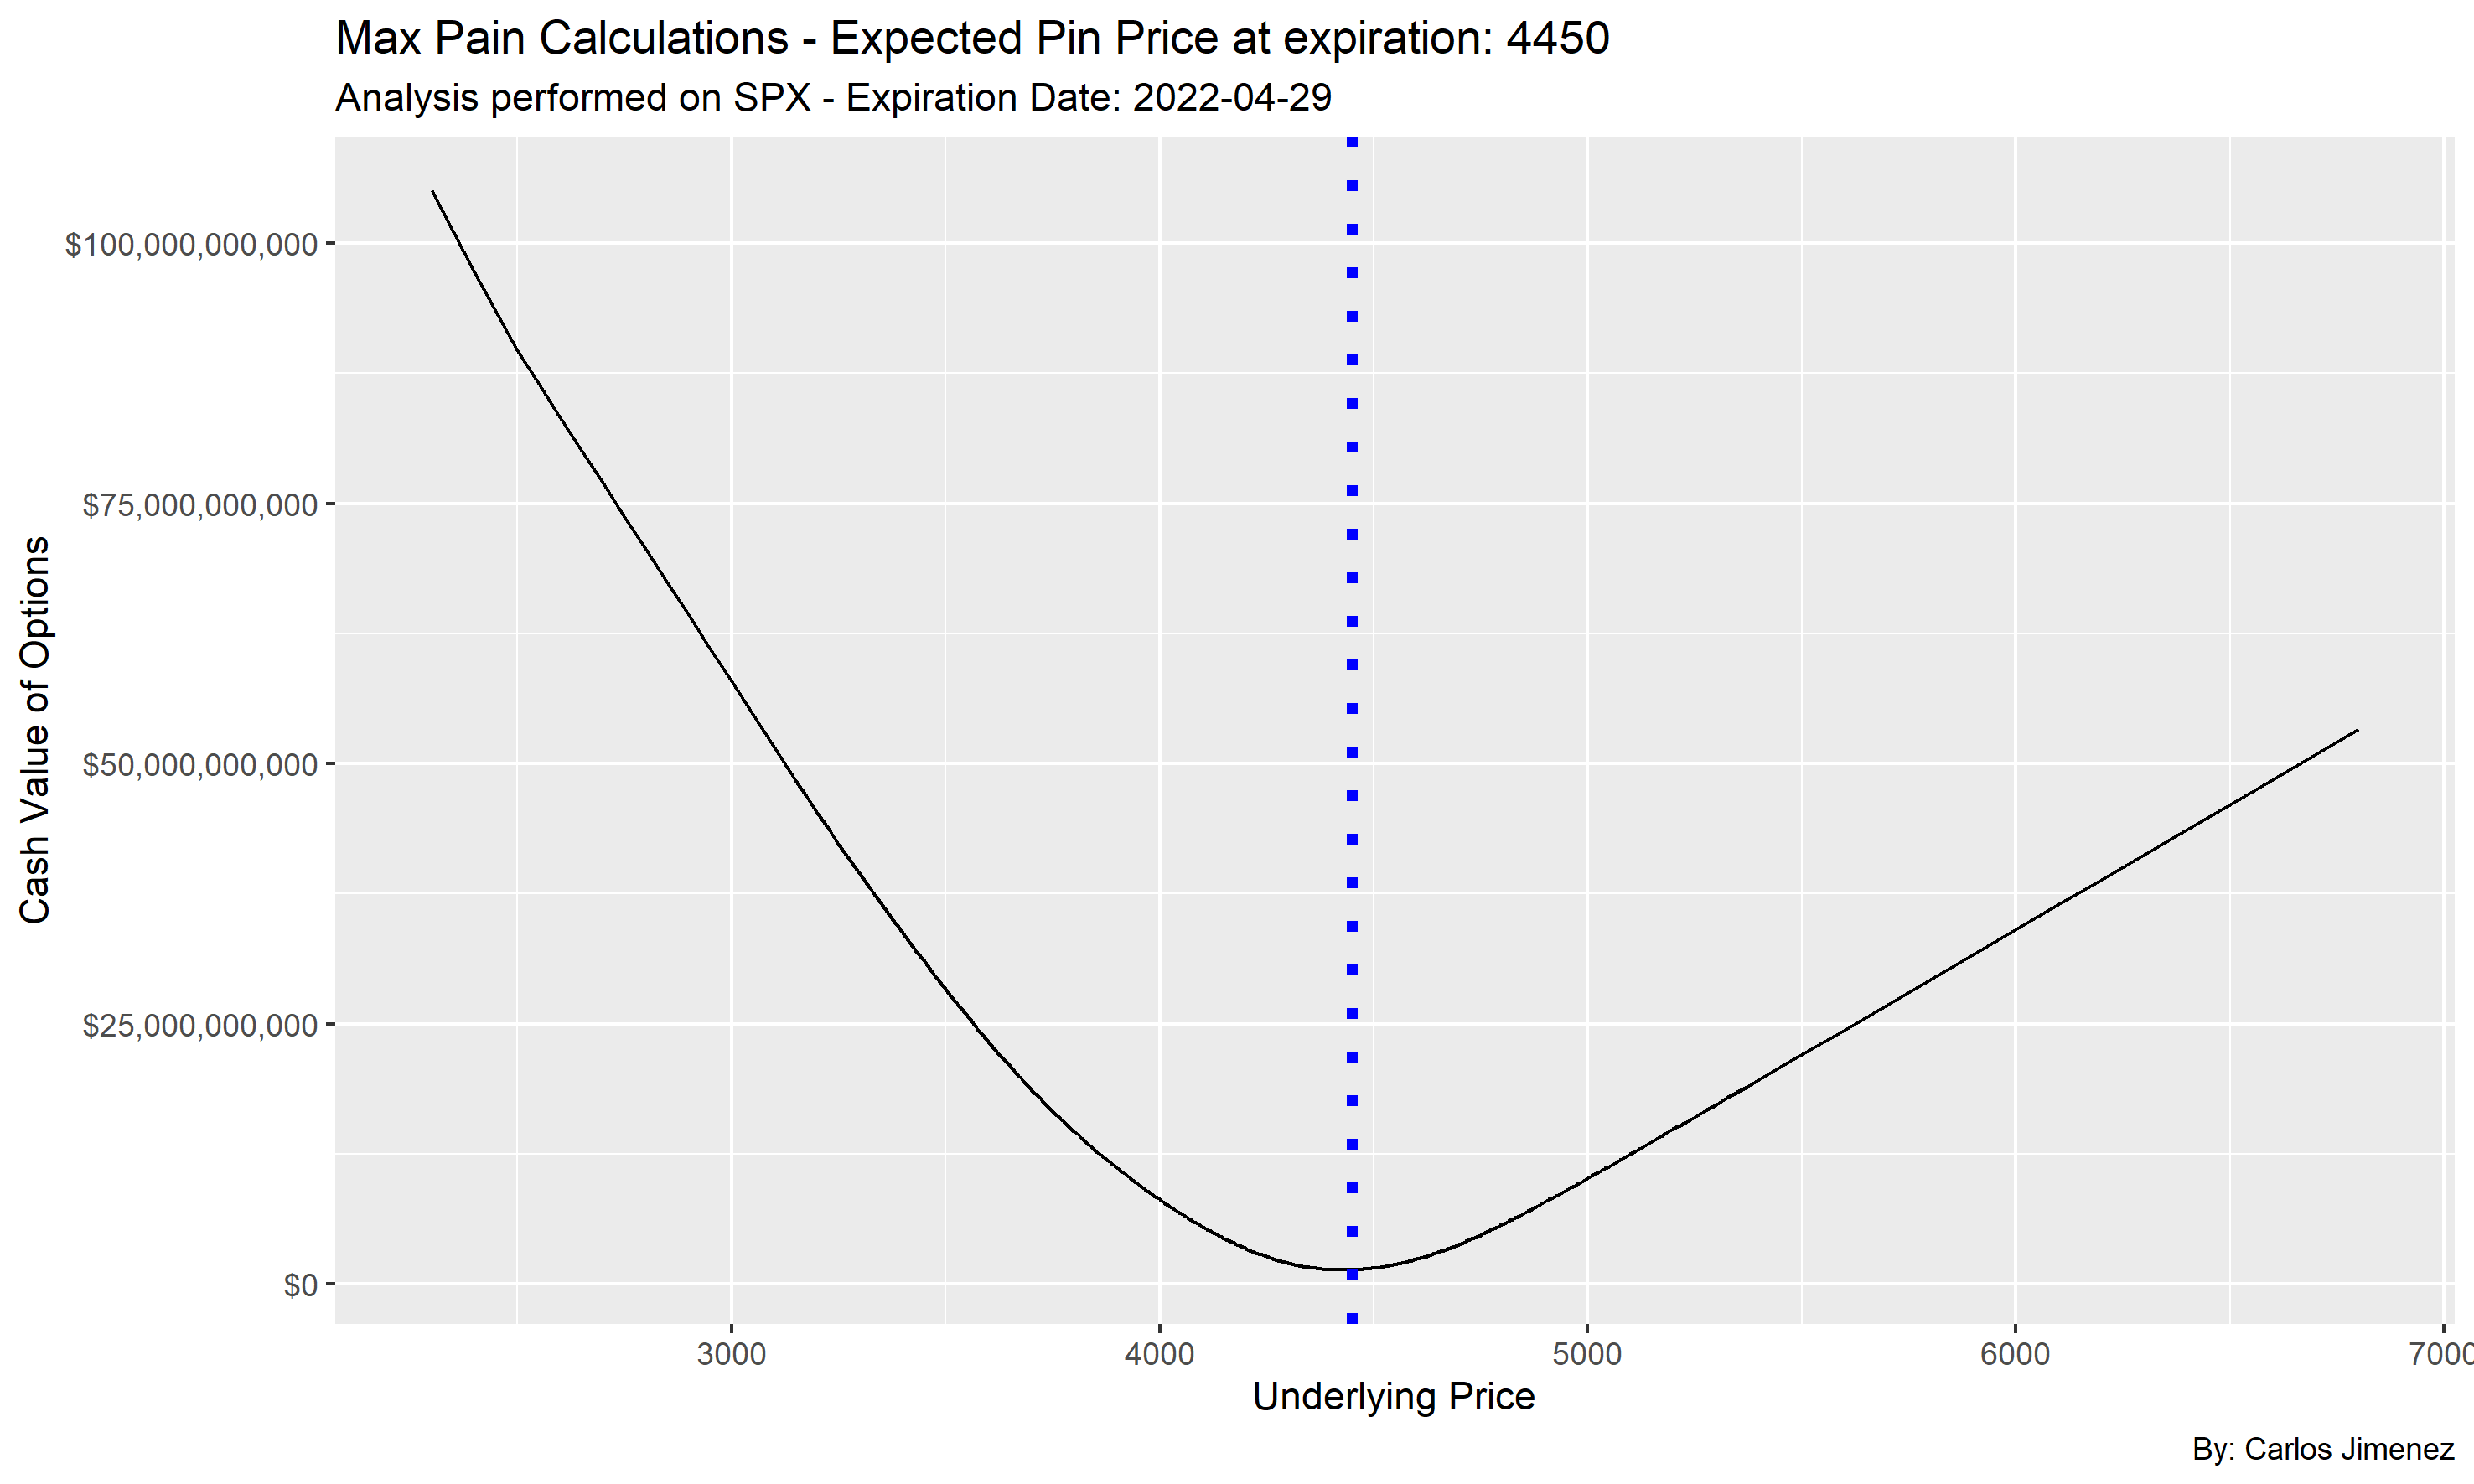 Max Pain Calculations - Expected Pin Price at expiration: 4450
Analysis performed on SPX - Expiration Date: 2022-04-29
Cash Value of Options
$100,000,000,000
$75,000,000,000
$50,000,000,000
$25,000,000,000
$0
3000 4000 5000 6000 7000
Underlying Price
By: Carlos Jimenez